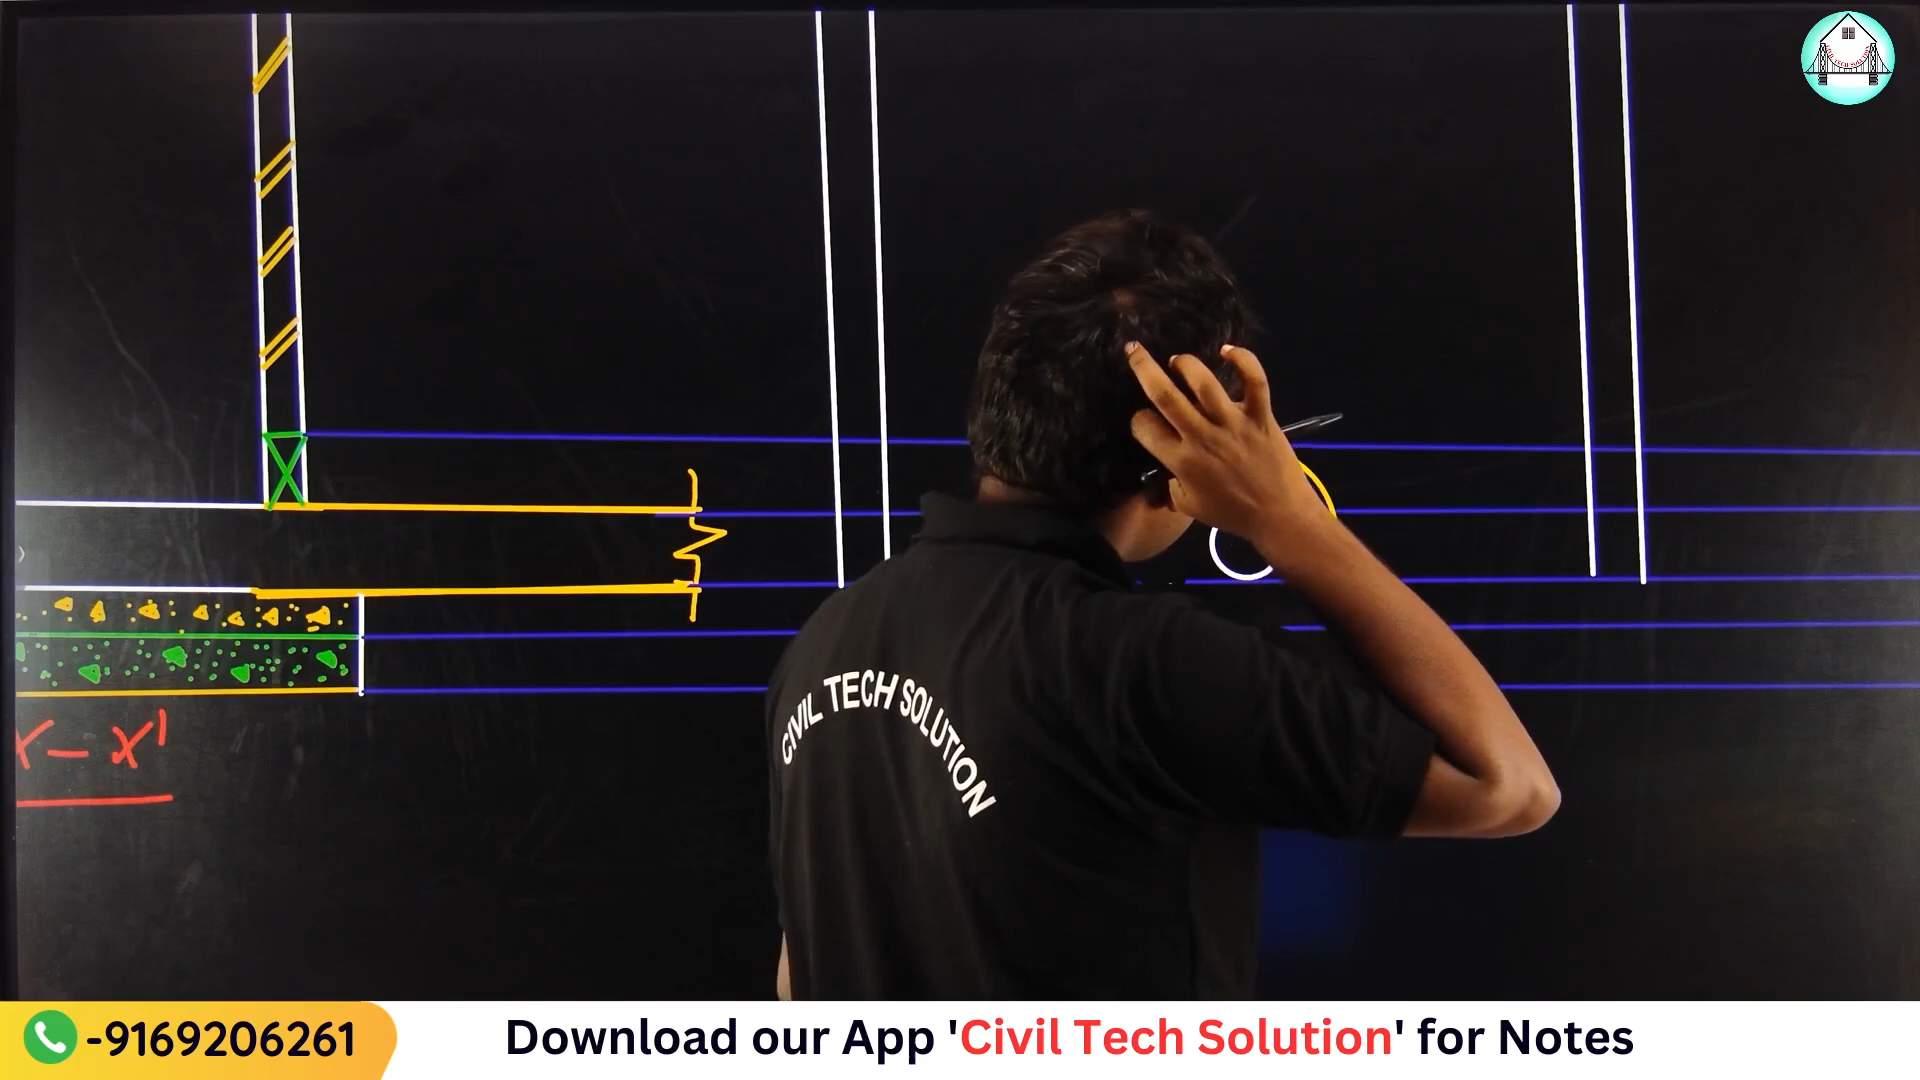 X - X'
CIVIL TECH SOLUTION
-9169206261
Download our App 'Civil Tech Solution' for Notes